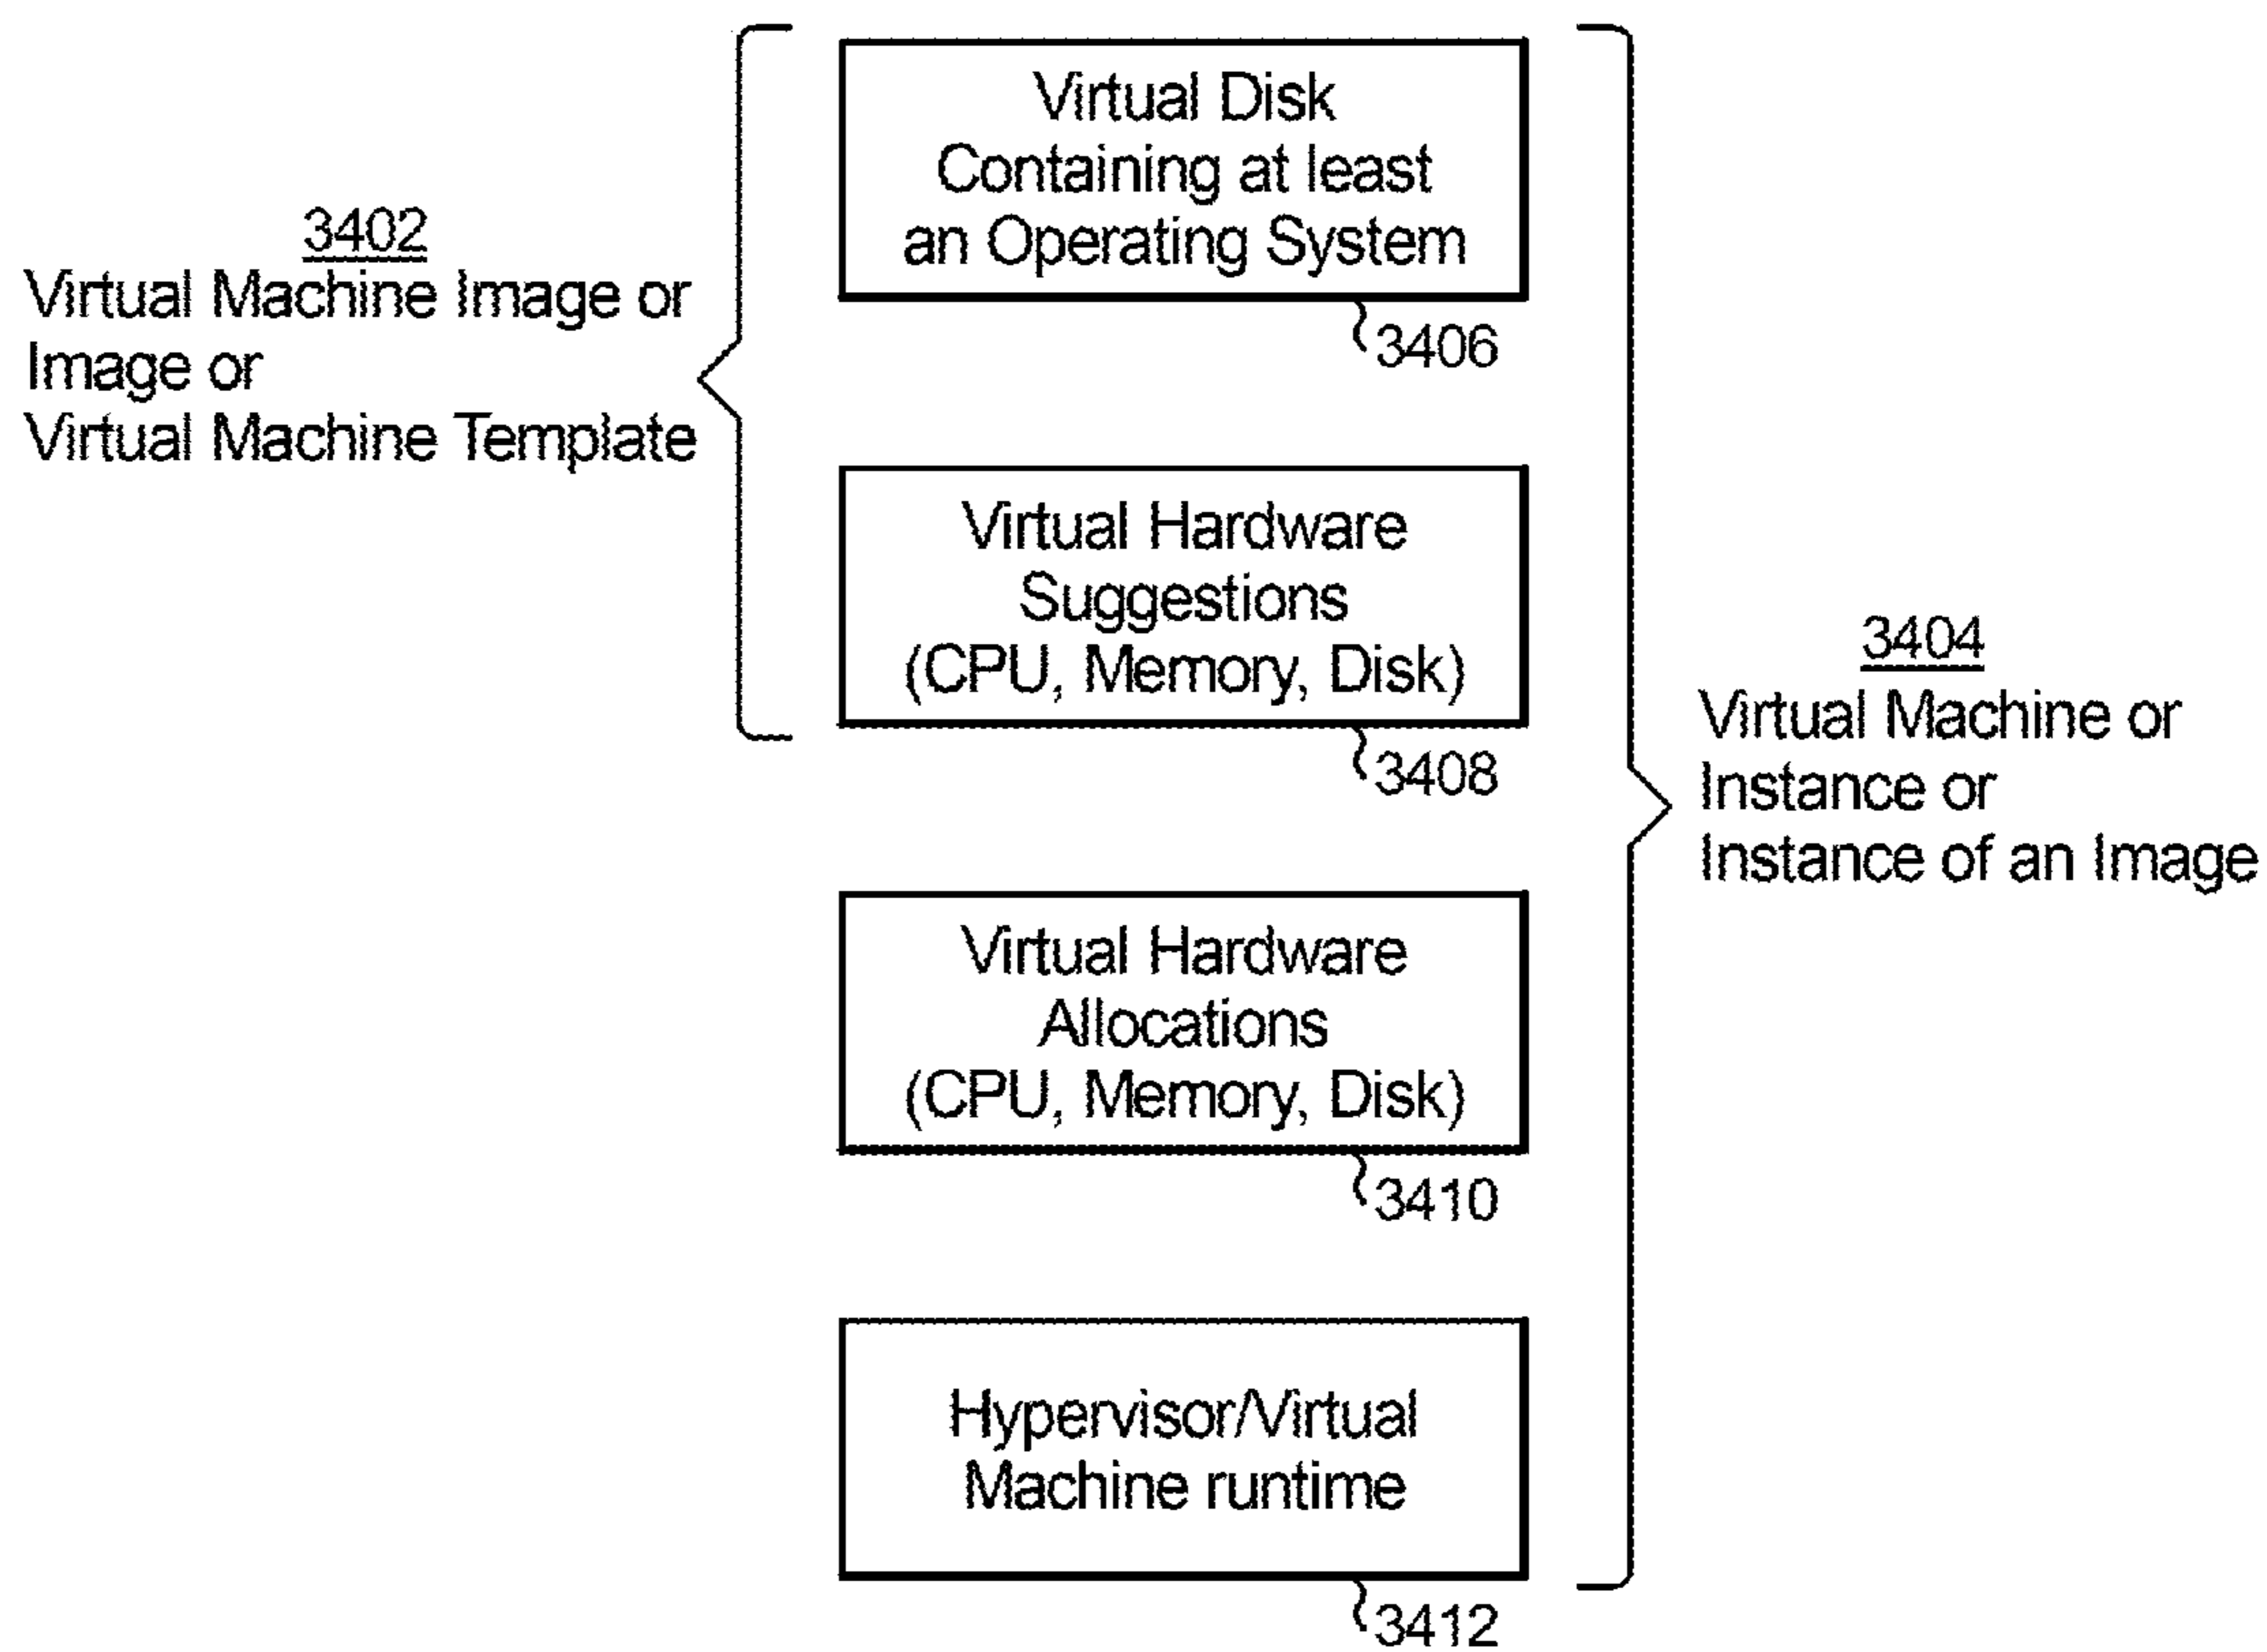 3402
Virtual Machine Image or
Image or
Virtual Machine Template
Virtual Disk
Containing at least
an Operating System
3406
Virtual Hardware
Suggestions
(CPU, Memory, Disk)
3408
Virtual Hardware
Allocations
(CPU, Memory, Disk)
3410
Hypervisor/Virtual
Machine runtime
3412
3404
Virtual Machine or
Instance or
Instance of an Image